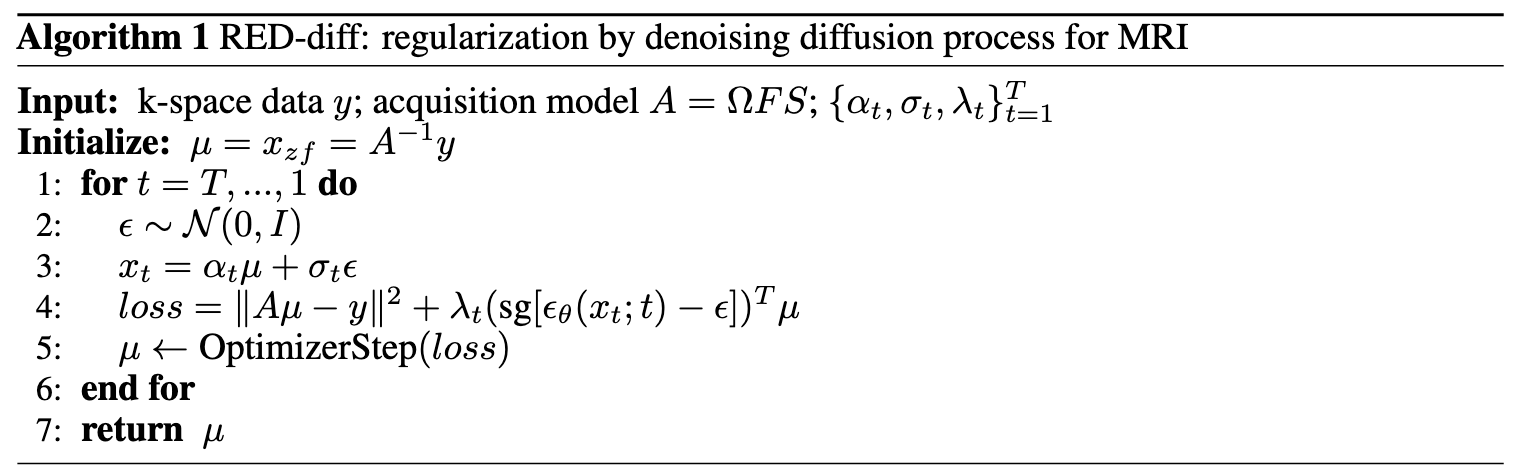 Algorithm 1 RED-diff: regularization by denoising diffusion process for MRI
Input: k-space data $y$; acquisition model $A = \Omega F S$; $\{\alpha_t, \sigma_t, \lambda_t\}_{t=1}^T$
Initialize: $\mu = x_{zf} = A^{-1}y$
1: for $t = T, ..., 1$ do
2: $\epsilon \sim \mathcal{N}(0, I)$
3: $x_t = \alpha_t \mu + \sigma_t \epsilon$
4: $loss = \|A\mu - y\|^2 + \lambda_t (\text{sg}[\epsilon_\theta(x_t; t) - \epsilon])^T \mu$
5: $\mu \leftarrow \text{OptimizerStep}(loss)$
6: end for
7: return $\mu$